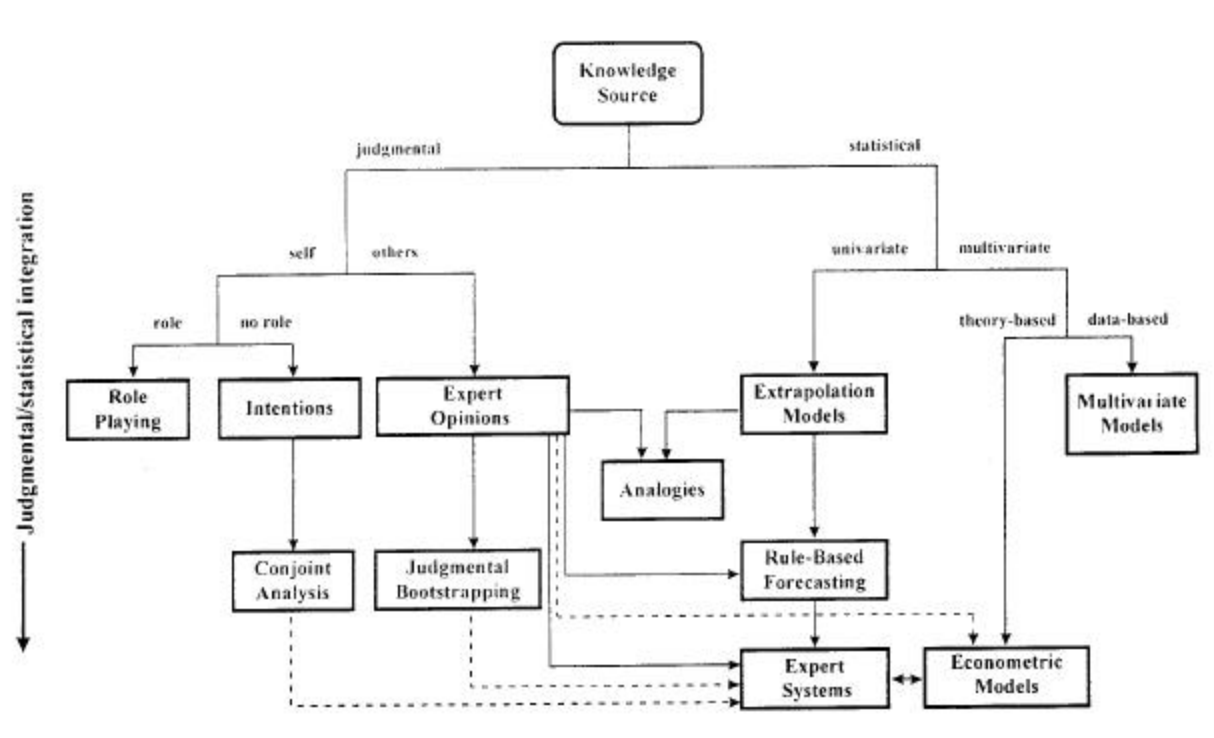 Knowledge
Source
judgmental
statistical
Judgmental/statistical integration
self
others
univariate
multivariate
role
no role
theory-based
data-based
Role
Playing
Intentions
Expert
Opinions
Extrapolation
Models
Multivariate
Models
Analogies
Conjoint
Analysis
Judgmental
Bootstrapping
Rule-Based
Forecasting
Expert
Systems
Econometric
Models